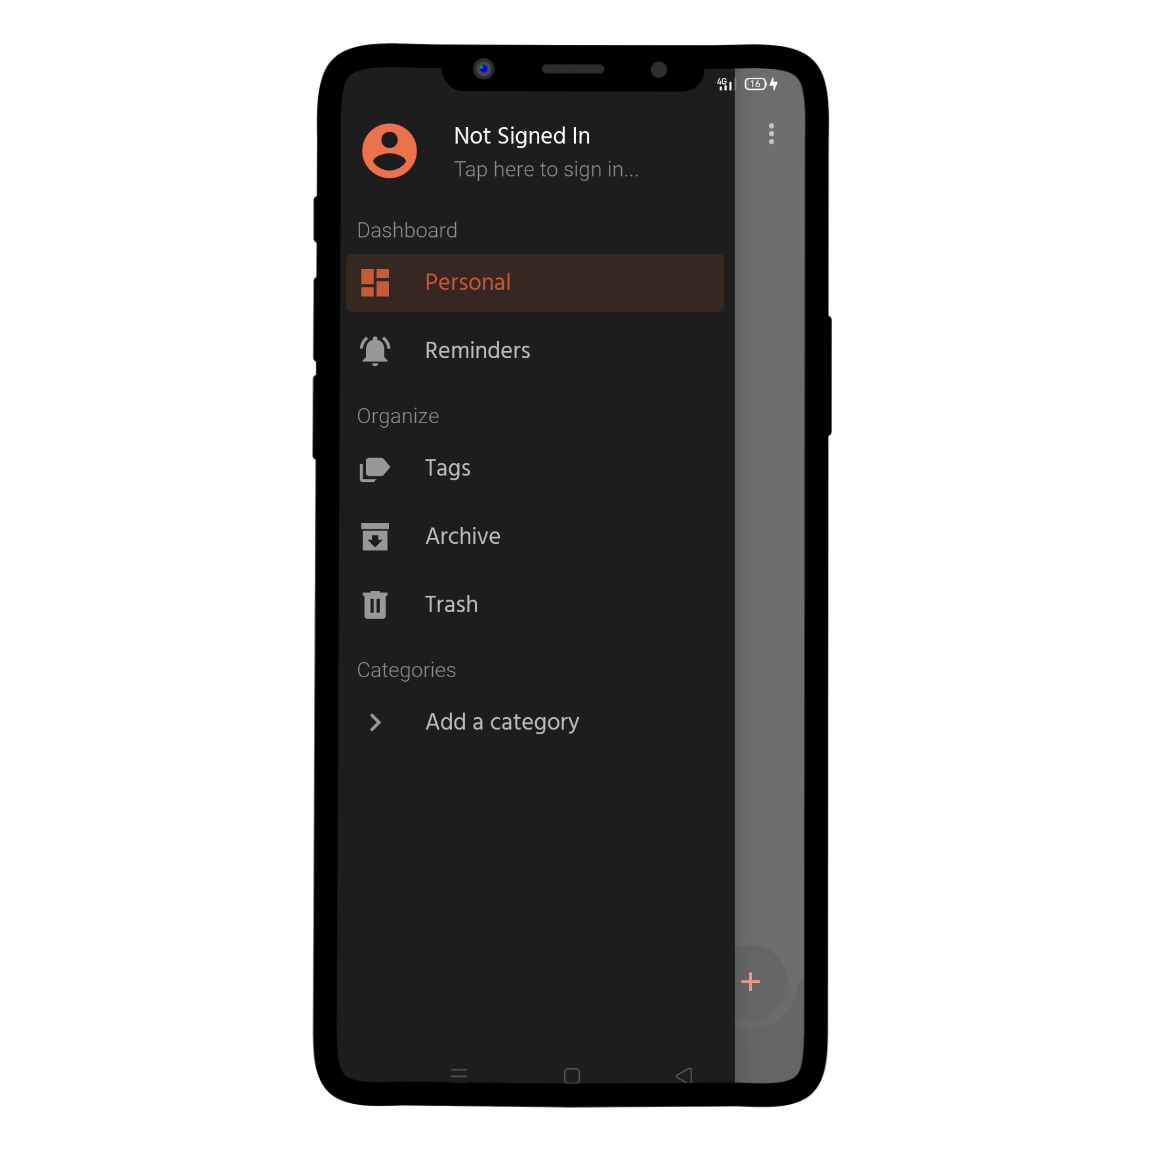 4G 16
Not Signed In
Tap here to sign in...
Dashboard
Personal
Reminders
Organize
Tags
Archive
Trash
Categories
Add a category